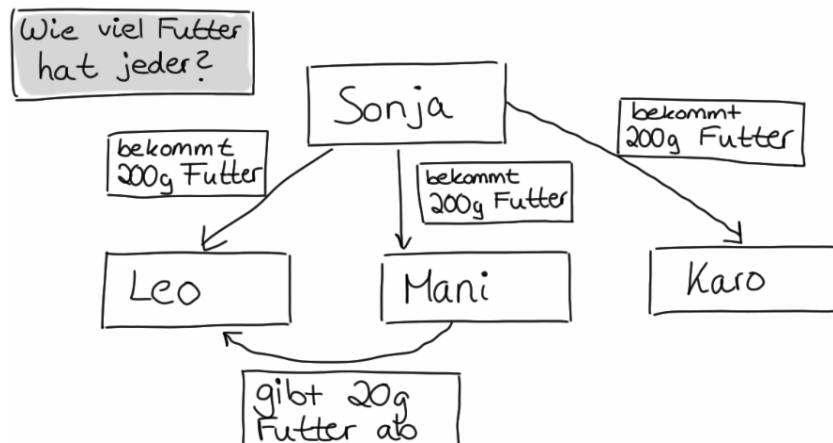 Wie viel Futter
hat jeder?
Sonja
bekommt
200g Futter
bekommt
200g Futter
bekommt
200g Futter
Leo
Mani
Karo
gibt 20g
Futter ab